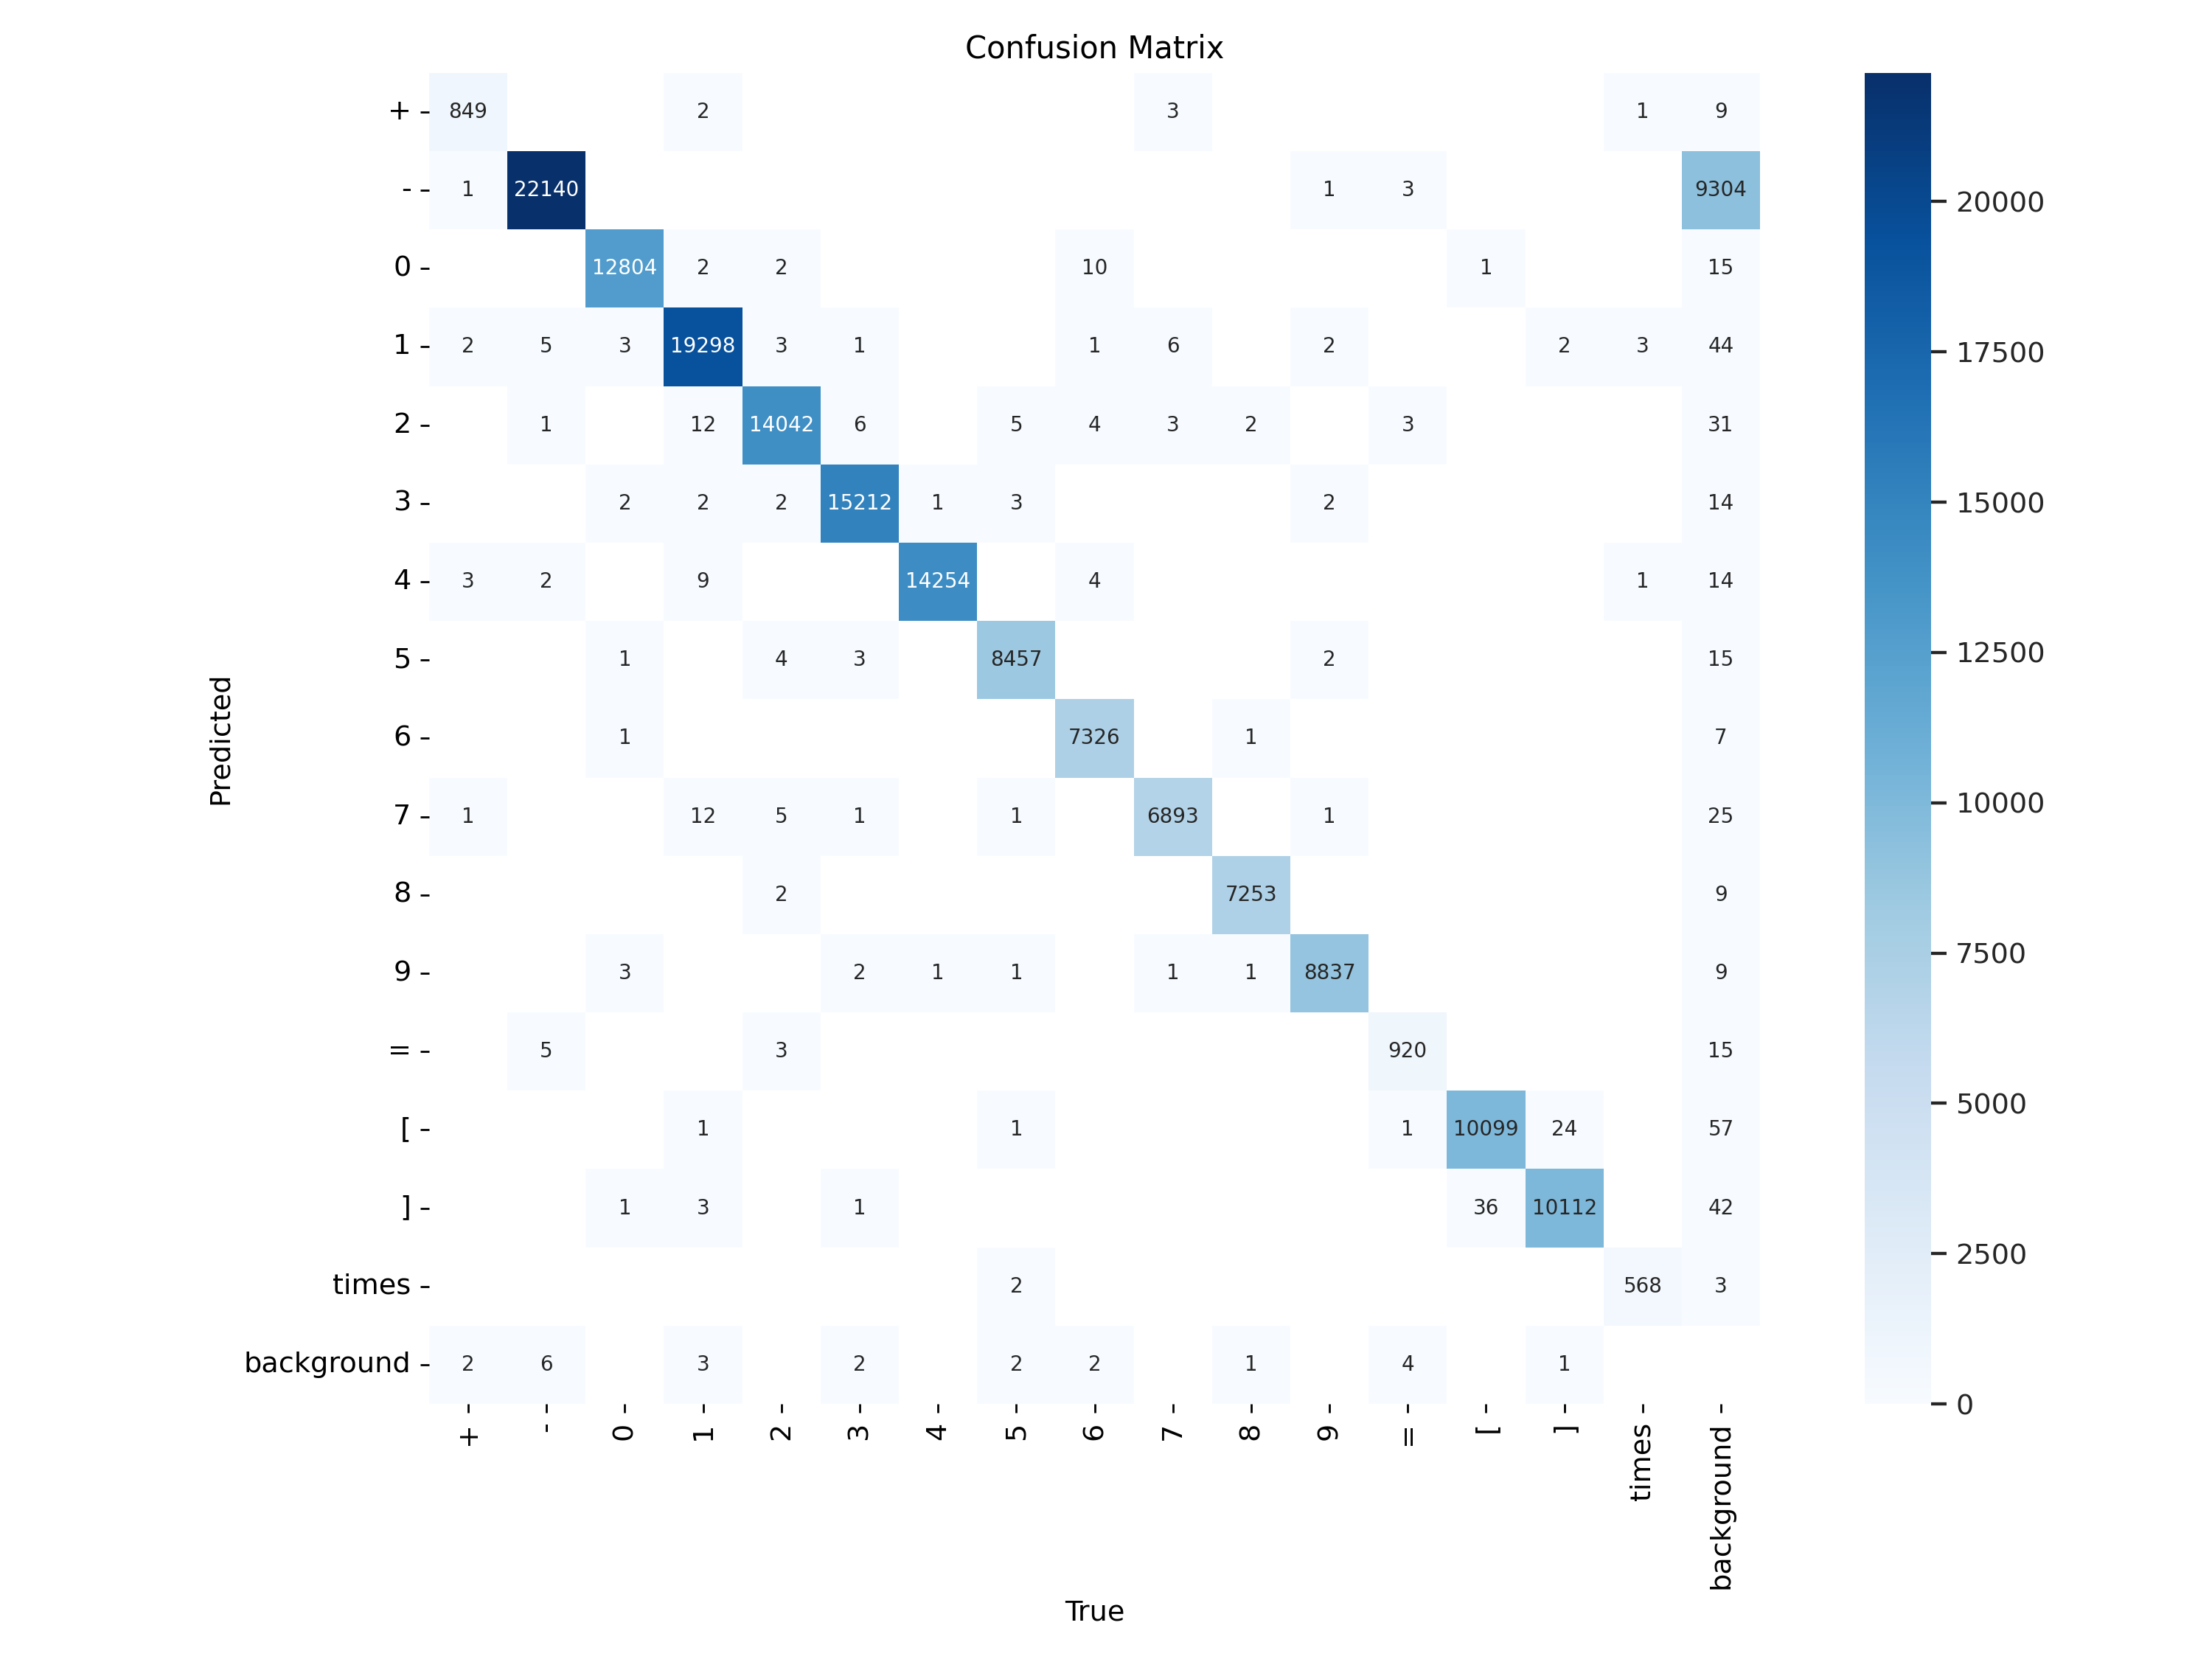 Confusion Matrix
+ 849 2 3 1 9
- 1 22140 1 3 9304
0 12804 2 2 10 1 15
1 2 5 3 19298 3 1 1 6 2 2 3 44
2 1 12 14042 6 5 4 3 2 3 31
3 2 2 2 15212 1 3 2 14
4 3 2 9 14254 4 1 14
5 1 4 3 8457 2 15
6 1 7326 1 7
7 1 12 5 1 1 6893 1 25
8 2 7253 9
9 3 2 1 1 1 1 8837 9
= 5 3 920 15
[ 1 1 1 10099 24 57
] 1 3 1 36 10112 42
times 2 568 3
background 2 6 3 2 2 2 1 4 1
+ - 0 1 2 3 4 5 6 7 8 9 = [ ] times background
True
Predicted
20000
17500
15000
12500
10000
7500
5000
2500
0